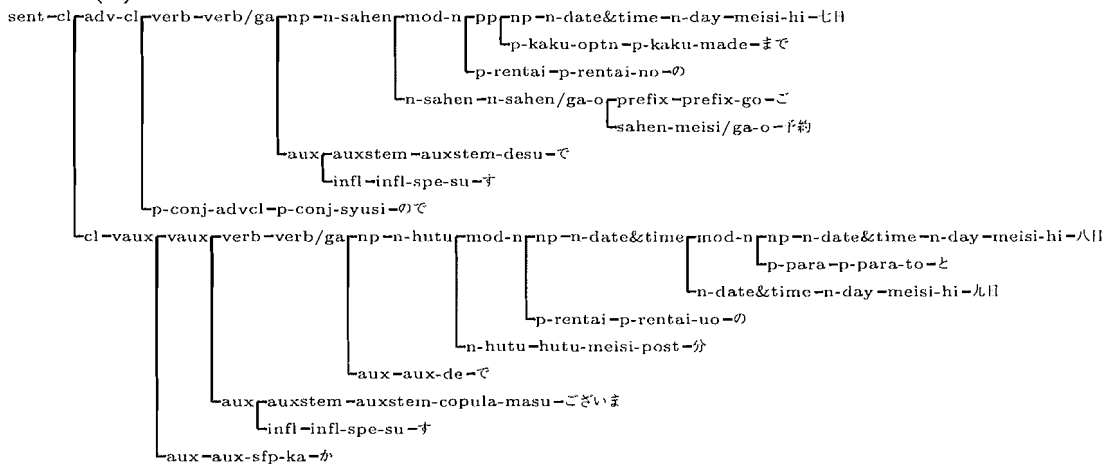 sent-cl adv-cl verb-verb/ga np-n-sahen mod-n pp np-n-date&time-n-day-meisi-hi-七日
p-kaku-optn-p-kaku-made-まで
p-rentai-p-rentai-no-の
n-sahen-n-sahen/ga-o prefix-prefix-go-ご
sahen-meisi/ga-o-予約
aux auxstem-auxstem-desu-で
infl-infl-spe-su-す
p-conj-advcl-p-conj-syusi-ので
cl-vaux vaux verb-verb/ga np-n-hutu mod-n np-n-date&time mod-n np-n-date&time-n-day-meisi-hi-八日
p-para-p-para-to-と
n-date&time-n-day-meisi-hi-九日
p-rentai-p-rentai-uo-の
n-hutu-hutu-meisi-post-分
aux-aux-de-で
aux auxstem-auxstem-copula-masu-ございま
infl-infl-spe-su-す
aux-aux-sfp-ka-か